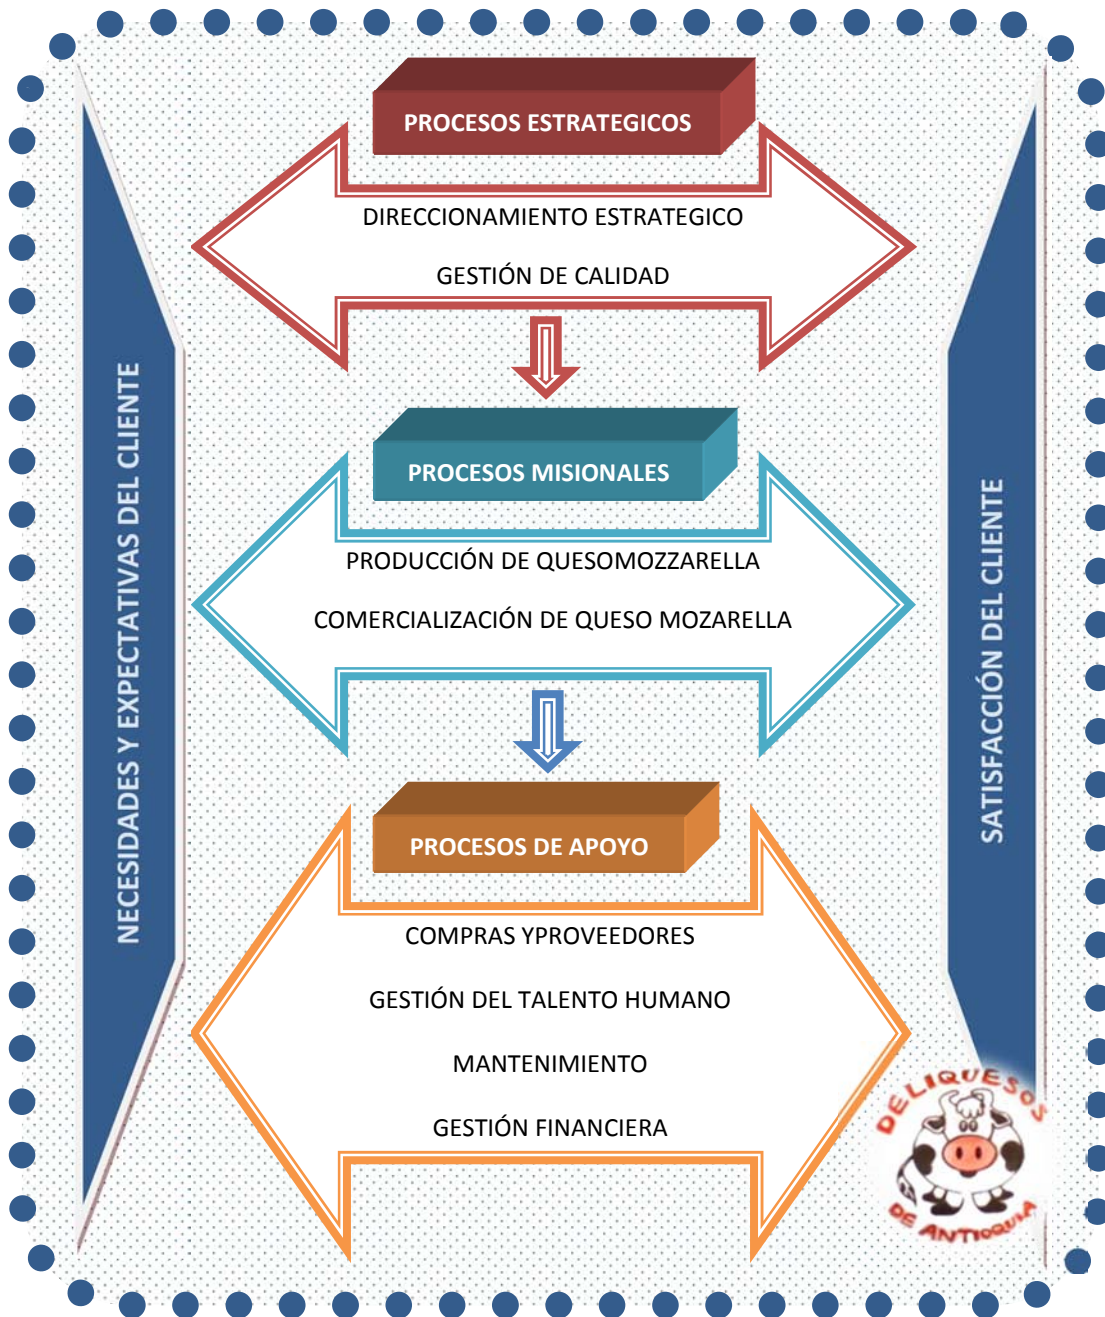 PROCESOS ESTRATEGICOS
DIRECCIONAMIENTO ESTRATEGICO
GESTIÓN DE CALIDAD
NECESIDADES Y EXPECTATIVAS DEL CLIENTE
PROCESOS MISIONALES
PRODUCCIÓN DE QUESOMOZZARELLA
COMERCIALIZACIÓN DE QUESO MOZARELLA
SATISFACCIÓN DEL CLIENTE
PROCESOS DE APOYO
COMPRAS YPROVEEDORES
GESTIÓN DEL TALENTO HUMANO
MANTENIMIENTO
GESTIÓN FINANCIERA
DELIQUESOS
DE ANTIOQUIA